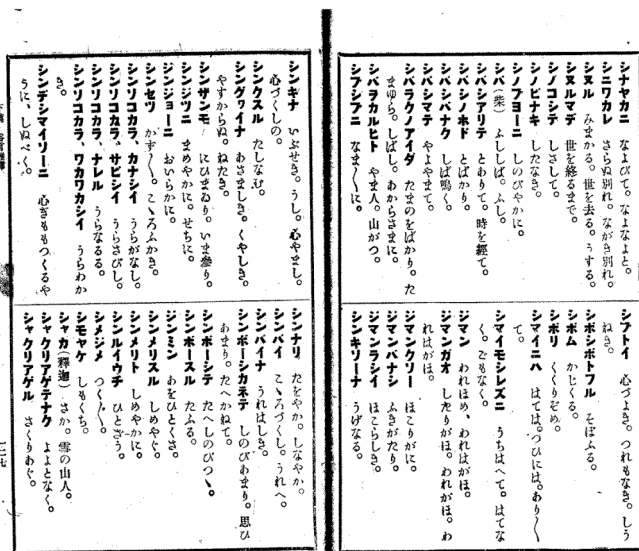 シナヤカニ なよびて。なよなよと。
シニワカレ さらぬ別れ。ながき別れ。
シヌル みまかる。世を去る。うする。
シヌルマデ 世を終るまで。
シノコシテ しさして。
シノビナキ したなき。
シノブヨーニ しのびやかに。
シバ(柴) ふししば。ふし。
シバシアリテ とありて。時を經て。
シバシノホド とばかり。
シバシバナク しば鳴く。
シバシマテ やよやまて。
シバラクノアイダ たまのをばかり。た
まゆら。しばし。あからさまに。
シバヲカルヒト やま人。山がつ。
シブシブニ なま〱に。
シブトイ 心づよき。つれもなき。しう
ねき。
シボシボトフル そぼふる。
シボム かじくる。
シボリ くくりぞめ。
シマイニハ はては。つひには。あり〱
て。
シマイモシレズニ うちはへて。はてな
く。ごもなく。
ジマン われほめ、われはがほ。
ジマンガオ したりがほ。われがほ。わ
れはがほ。
ジマンクソー ほこりがに。
ジマンバナシ ふきがたり。
ジマンラシイ ほこらしき。
シンキソーナ うげなる。
シンキナ いぶせき。うし。心やまし。
心づくしの。
シンクスル たしなむ。
シングワイナ あさましき。くやしき。
やすからぬ。ねたき。
シンザンモノ にひまゐり。いま參り。
シンジツニ まめやかに。せちに。
シンジョーニ おいらかに。
シンセツ かず〱。こゝろふかき。
シンソコカラ、カナシイ うらがなし。
シンソコカラ、サビシイ うらさびし。
シンソコカラ、ナレル うらなるる。
シンソコカラ、ワカワカシイ うらわか
き。
シンダシマイソーニ 心ぎももつくるや
うに、しぬべく。
シンナリ たをやか。しなやか。
シンパイ こゝろづくし。うれへ。
シンパイナ うれはしき。
シンボーシカネテ しのびあまり。思ひ
あまり。たへかねて。
シンボーシテ たへしのびつゝ。
シンボースル たふる。
ジンミン あをひとくさ。
シンメリスル しめやぐ。
シンメリト しめやかに。
シンルイウチ ひとぞう。
シメジメ つく〲。
シモヤケ しもくち。
シャカ(釋迦) さか。雪の山人。
シャクリアゲテナク よよとなく。
シャクリアゲル さくりあぐ。